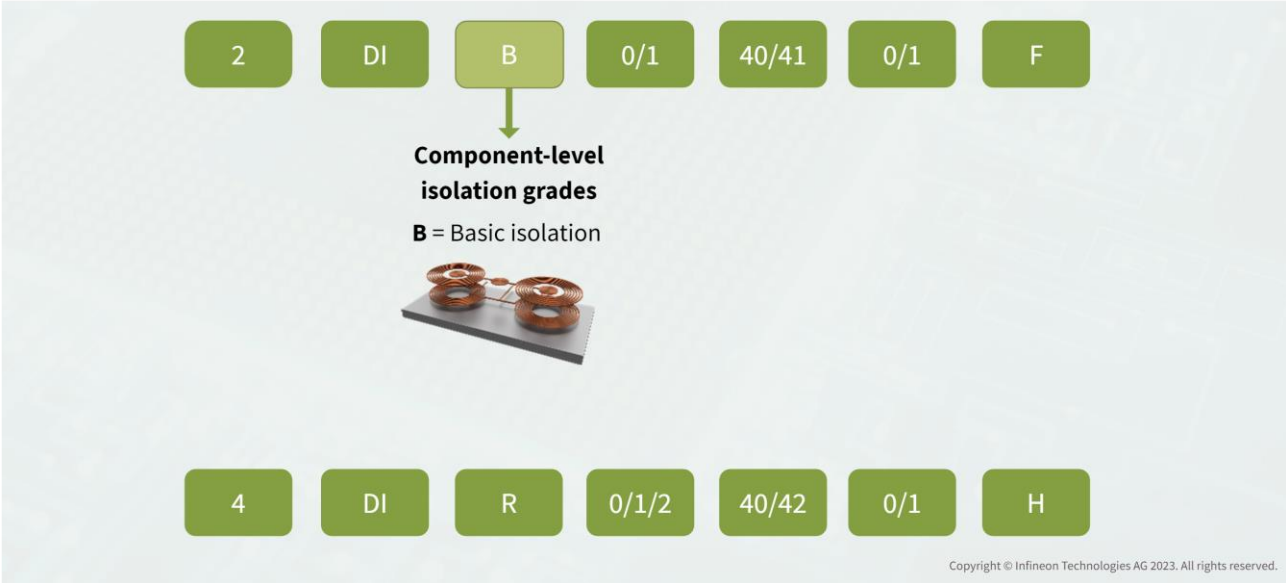 2 DI B 0/1 40/41 0/1 F
Component-level
isolation grades
B = Basic isolation
4 DI R 0/1/2 40/42 0/1 H
Copyright © Infineon Technologies AG 2023. All rights reserved.